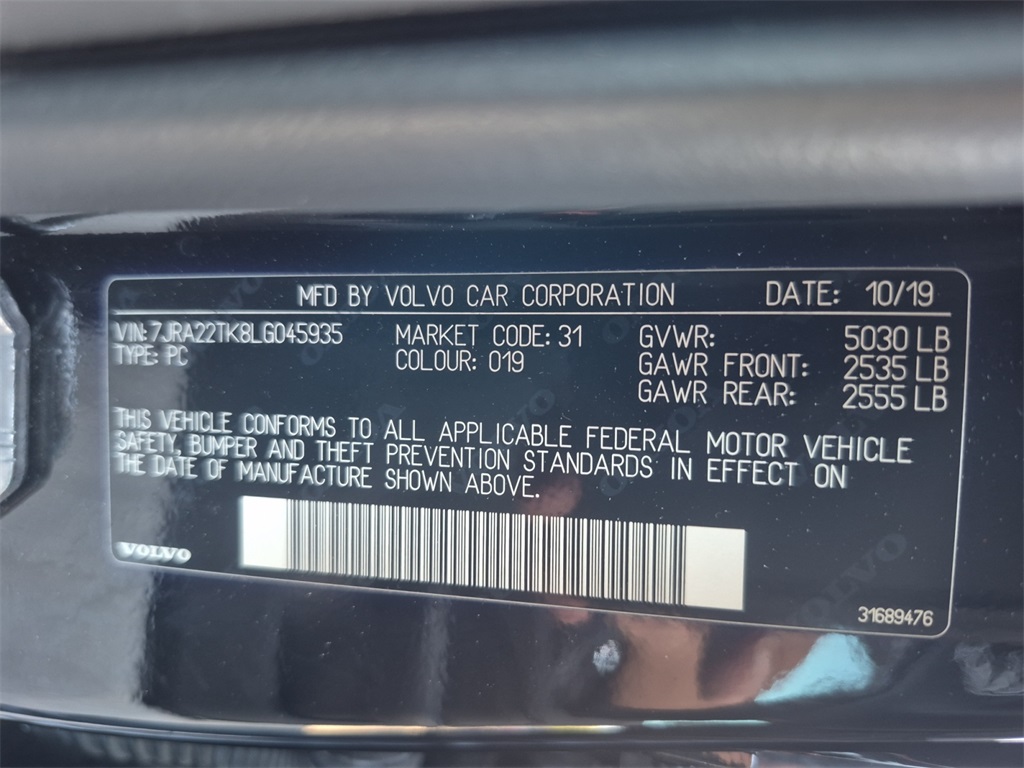 MFD BY VOLVO CAR CORPORATION DATE: 10/19
VIN: 7JRA22TK8LG045935 MARKET CODE: 31 GVWR: 5030 LB
TYPE: PC COLOUR: 019 GAWR FRONT: 2535 LB
GAWR REAR: 2555 LB
THIS VEHICLE CONFORMS TO ALL APPLICABLE FEDERAL MOTOR VEHICLE
SAFETY, BUMPER AND THEFT PREVENTION STANDARDS IN EFFECT ON
THE DATE OF MANUFACTURE SHOWN ABOVE.
VOLVO
31689476